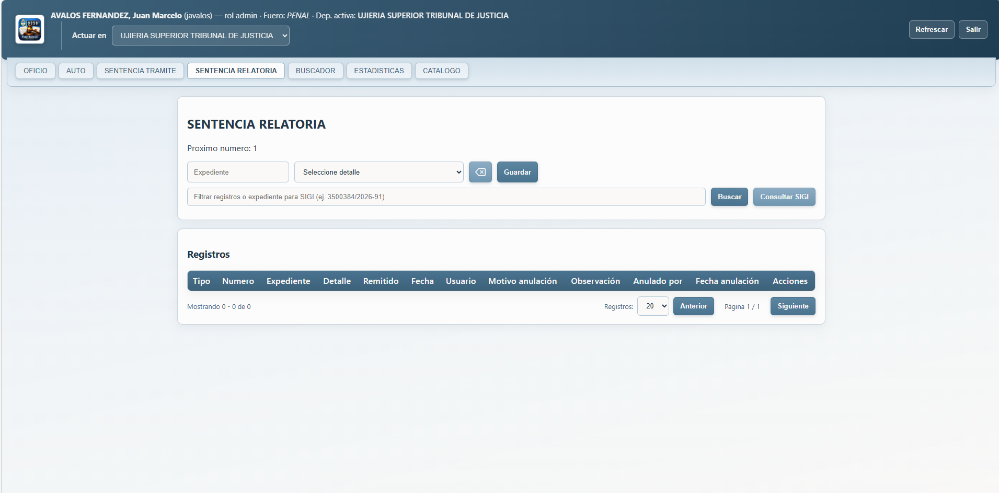 AVALOS FERNANDEZ, Juan Marcelo (javalos) — rol admin · Fuero: PENAL · Dep. activa: UJIERIA SUPERIOR TRIBUNAL DE JUSTICIA
0258
Poder Judicial
Actuar en UJIERIA SUPERIOR TRIBUNAL DE JUSTICIA
Refrescar Salir
OFICIO AUTO SENTENCIA TRAMITE SENTENCIA RELATORIA BUSCADOR ESTADISTICAS CATALOGO
SENTENCIA RELATORIA
Proximo numero: 1
Expediente Seleccione detalle Guardar
Filtrar registros o expediente para SIGI (ej. 3500384/2026-91) Buscar Consultar SIGI
Registros
Tipo Numero Expediente Detalle Remitido Fecha Usuario Motivo anulación Observación Anulado por Fecha anulación Acciones
Mostrando 0 - 0 de 0 Registros: 20 Anterior Página 1 / 1 Siguiente